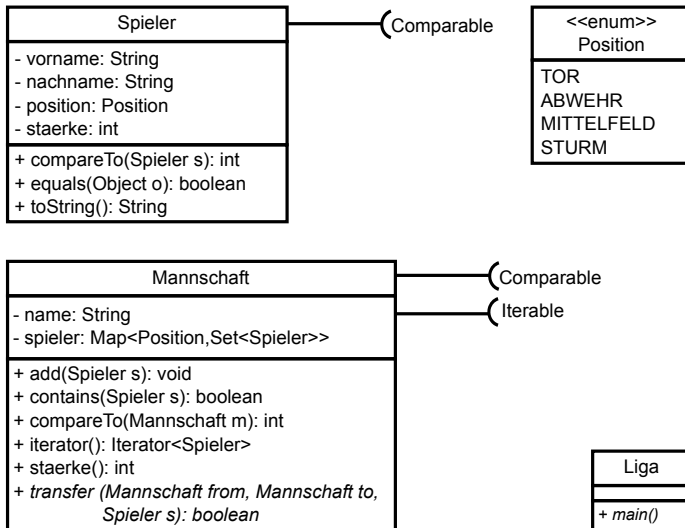 Spieler
Comparable
- vorname: String
- nachname: String
- position: Position
- staerke: int
+ compareTo(Spieler s): int
+ equals(Object o): boolean
+ toString(): String
<<enum>>
Position
TOR
ABWEHR
MITTELFELD
STURM
Mannschaft
Comparable
Iterable
- name: String
- spieler: Map<Position,Set<Spieler>>
+ add(Spieler s): void
+ contains(Spieler s): boolean
+ compareTo(Mannschaft m): int
+ iterator(): Iterator<Spieler>
+ staerke(): int
+ transfer (Mannschaft from, Mannschaft to,
Spieler s): boolean
Liga
+ main()